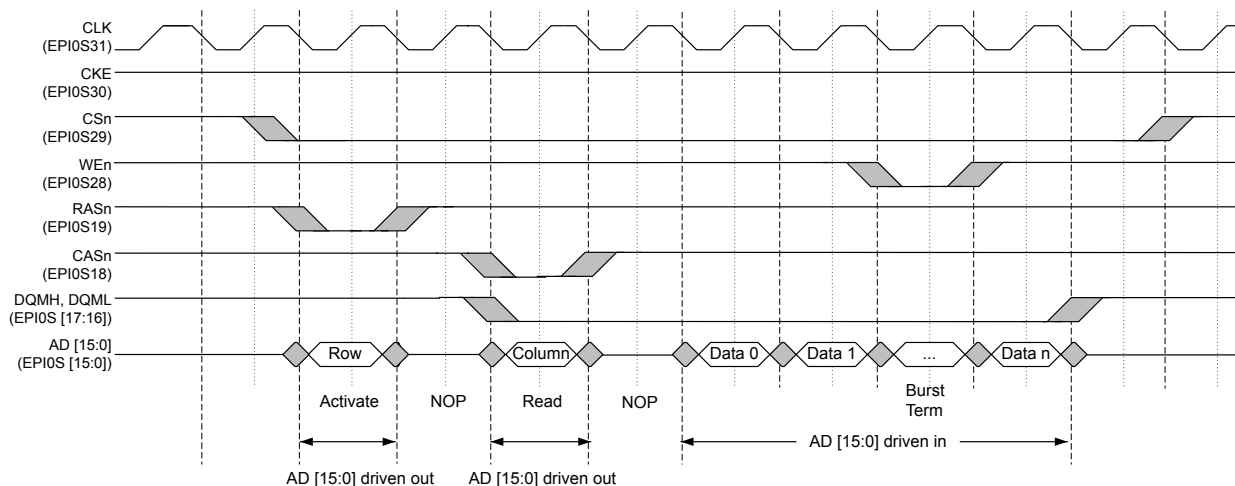 CLK
(EPI0S31)
CKE
(EPI0S30)
CSn
(EPI0S29)
WEn
(EPI0S28)
RASn
(EPI0S19)
CASn
(EPI0S18)
DQMH, DQML
(EPI0S [17:16])
AD [15:0]
(EPI0S [15:0])
Row
Column
Data 0
Data 1
...
Data n
Activate
NOP
Read
NOP
Burst
Term
AD [15:0] driven in
AD [15:0] driven out
AD [15:0] driven out